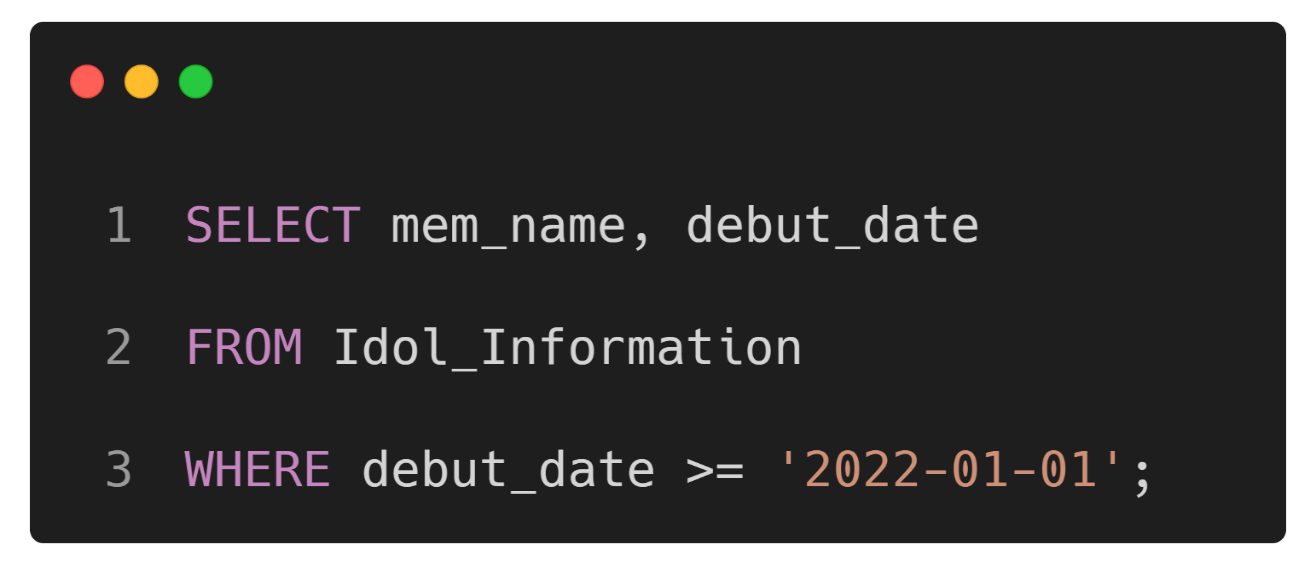 1 SELECT mem_name, debut_date
2 FROM Idol_Information
3 WHERE debut_date >= '2022-01-01';